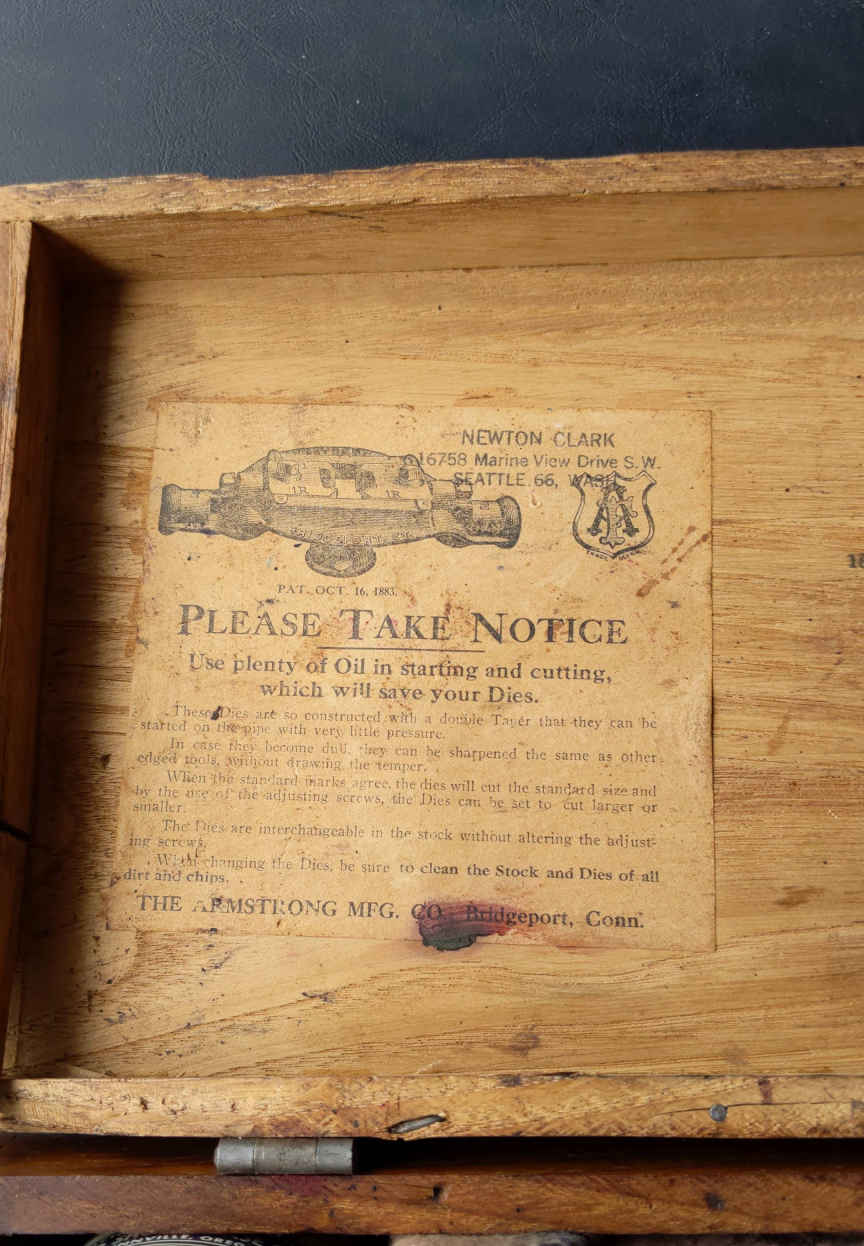 NEWTON CLARK
16758 Marine View Drive S.W.
SEATTLE 66, WASH.
TRADE MARK
PAT. OCT. 16, 1883.
PLEASE TAKE NOTICE
Use plenty of Oil in starting and cutting,
which will save your Dies.
These Dies are so constructed with a double Taper that they can be
started on the pipe with very little pressure.
In case they become dull, they can be sharpened the same as other
edged tools, without drawing the temper.
When the standard marks agree, the dies will cut the standard size and
by the use of the adjusting screws, the Dies can be set to cut larger or
smaller.
The Dies are interchangeable in the stock without altering the adjust-
ing screws.
When changing the Dies, be sure to clean the Stock and Dies of all
dirt and chips.
THE ARMSTRONG MFG. CO. Bridgeport, Conn.